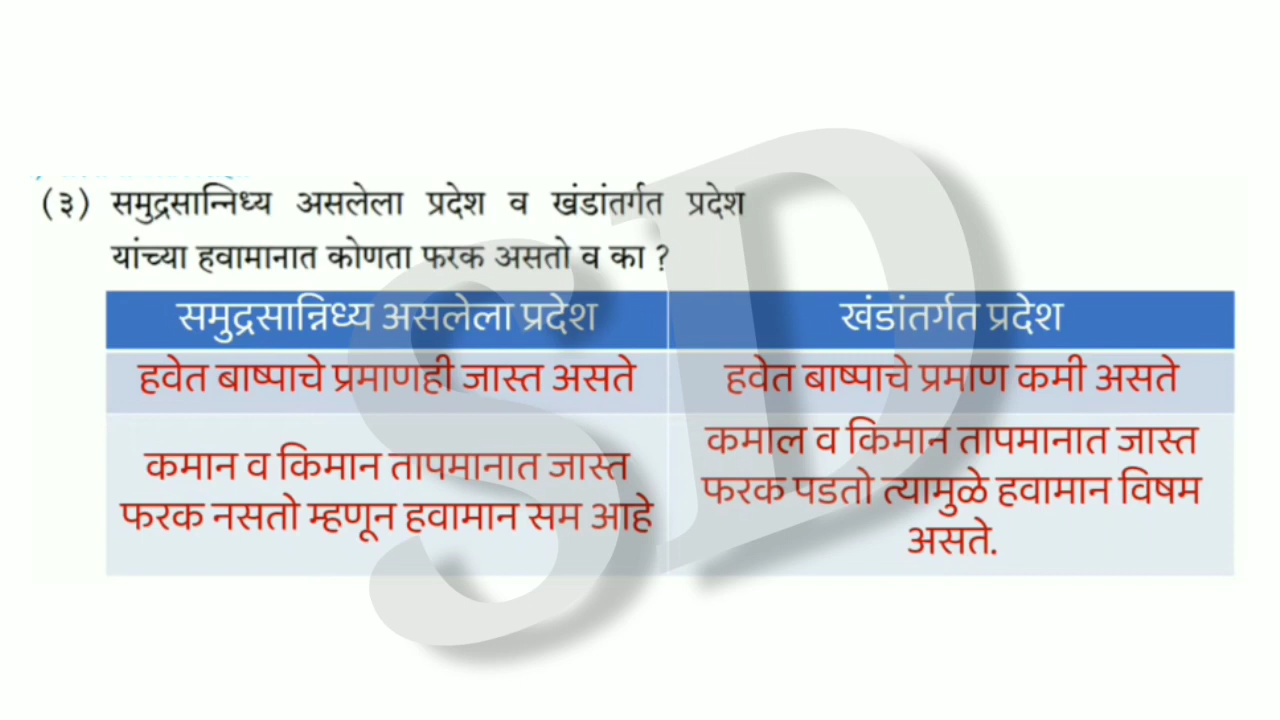 (३) समुद्रसान्निध्य असलेला प्रदेश व खंडांतर्गत प्रदेश
यांच्या हवामानात कोणता फरक असतो व का ?
समुद्रसान्निध्य असलेला प्रदेश
खंडांतर्गत प्रदेश
हवेत बाष्पाचे प्रमाणही जास्त असते
हवेत बाष्पाचे प्रमाण कमी असते
कमान व किमान तापमानात जास्त
फरक नसतो म्हणून हवामान सम आहे
कमाल व किमान तापमानात जास्त
फरक पडतो त्यामुळे हवामान विषम
असते.
SD